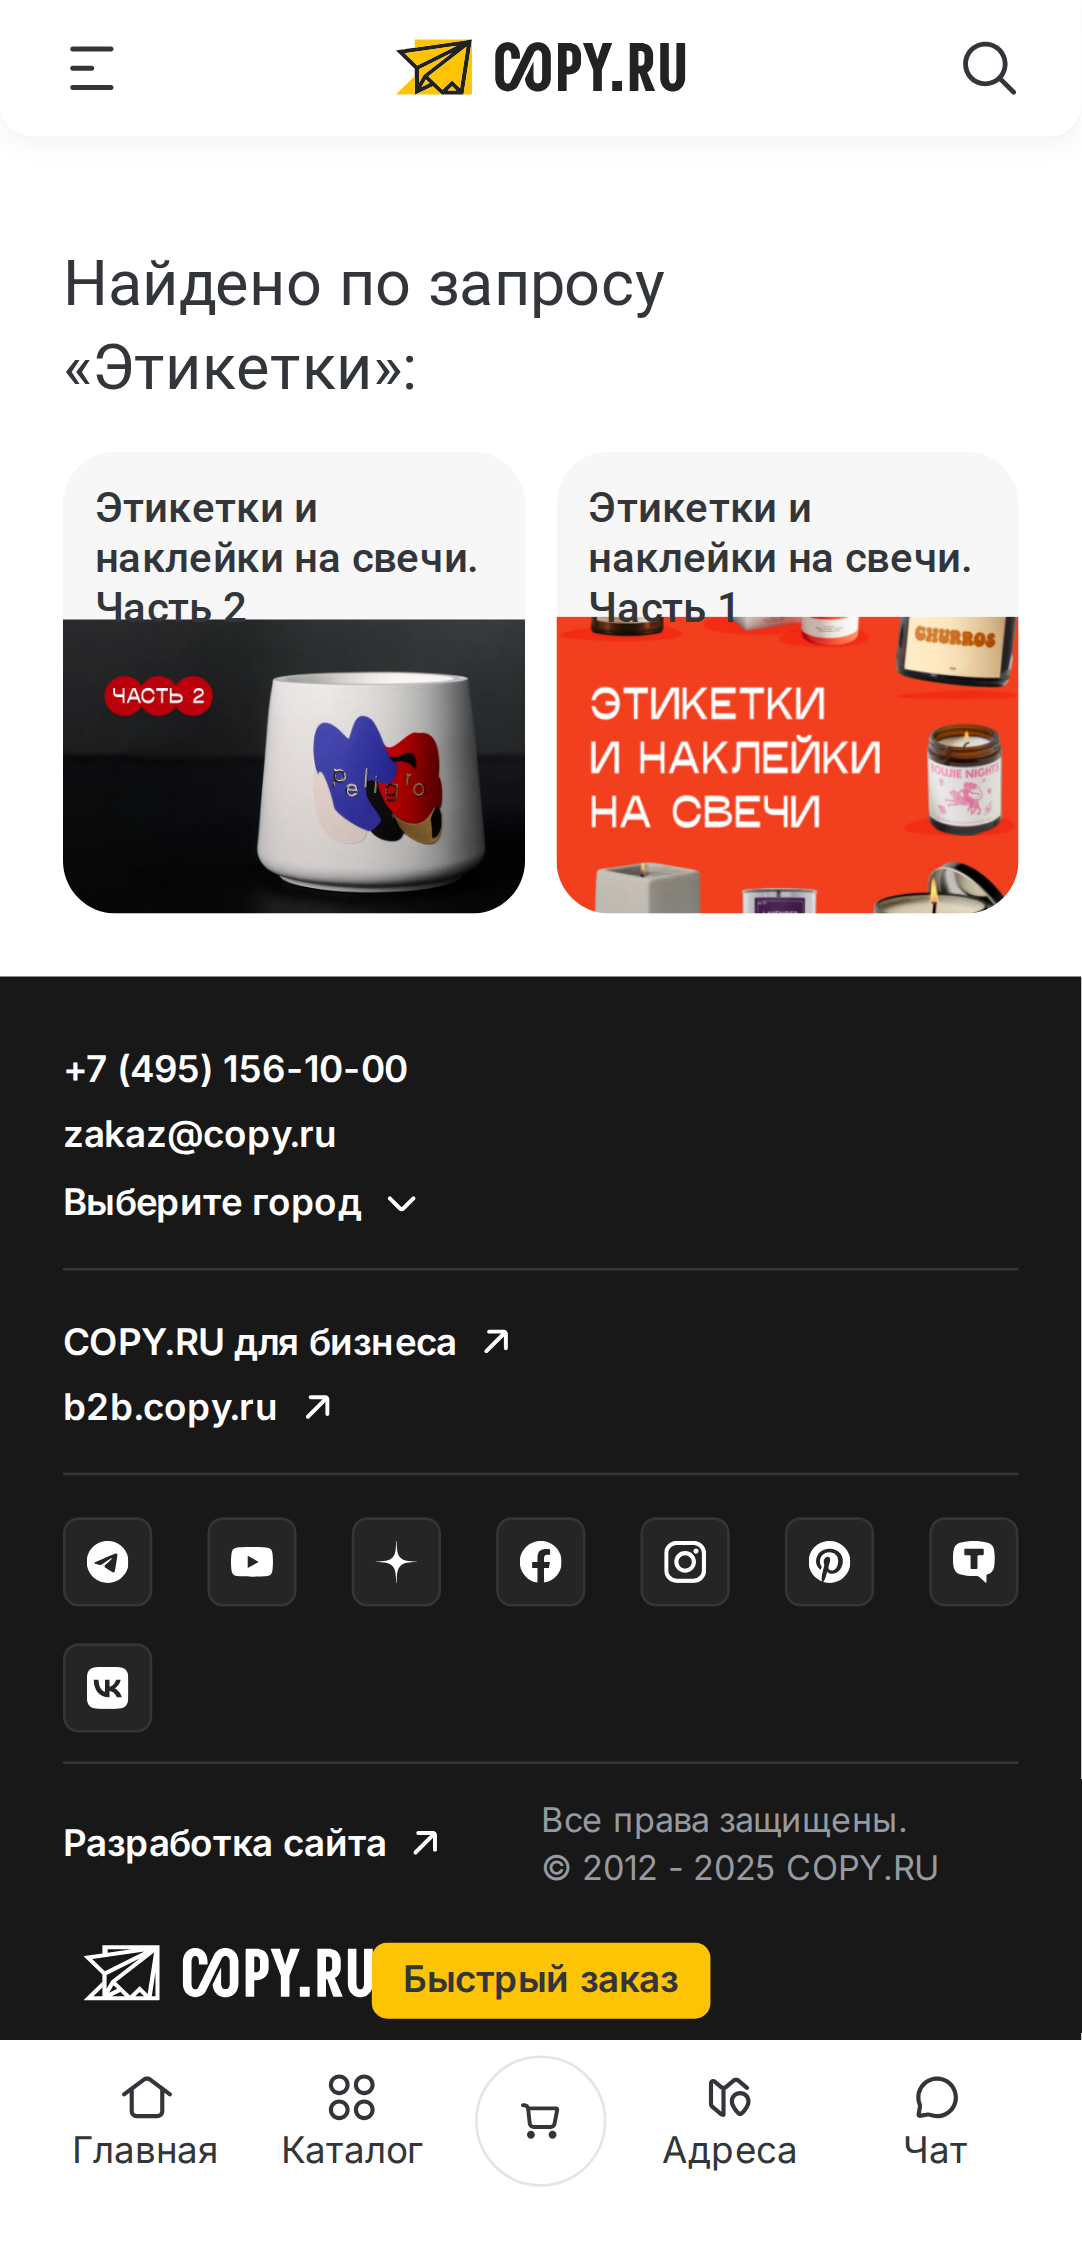 COPY.RU
Найдено по запросу
«Этикетки»:
Этикетки и
наклейки на свечи.
Часть 2
ЧАСТЬ 2
Peligro
Этикетки и
наклейки на свечи.
Часть 1
CHURROS
ЭТИКЕТКИ
И НАКЛЕЙКИ
НА СВЕЧИ
BOUJIE NIGHTS
LAVENDER
+7 (495) 156-10-00
zakaz@copy.ru
Выберите город
COPY.RU для бизнеса
b2b.copy.ru
Разработка сайта
Все права защищены.
© 2012 - 2025 COPY.RU
COPY.RU
Быстрый заказ
Главная
Каталог
Адреса
Чат